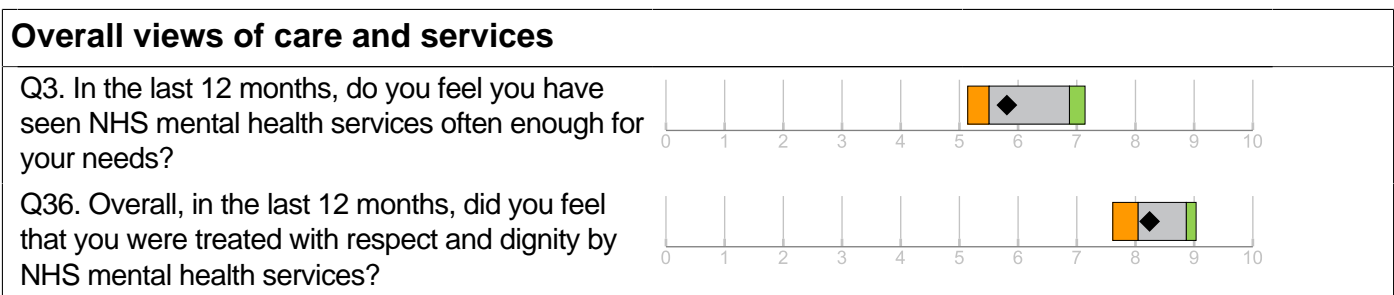 Overall views of care and services
Q3. In the last 12 months, do you feel you have
seen NHS mental health services often enough for
your needs?
0 1 2 3 4 5 6 7 8 9 10
Q36. Overall, in the last 12 months, did you feel
that you were treated with respect and dignity by
NHS mental health services?
0 1 2 3 4 5 6 7 8 9 10